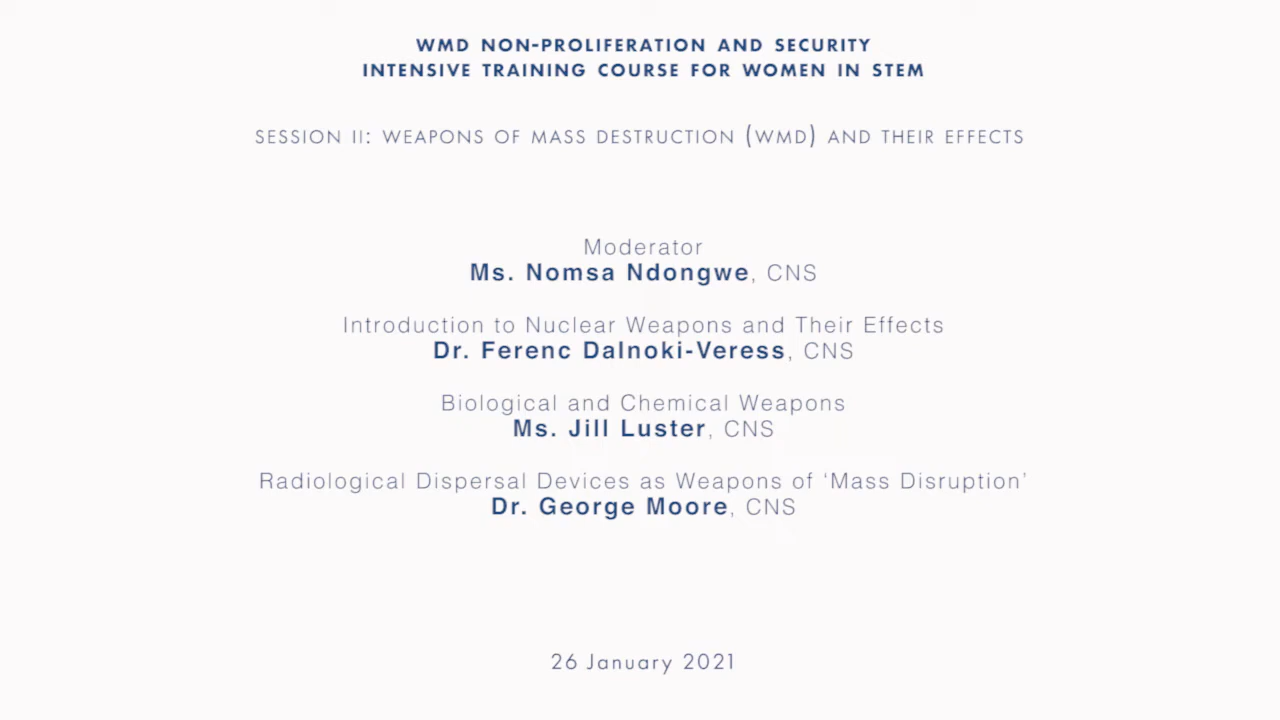 WMD NON-PROLIFERATION AND SECURITY
INTENSIVE TRAINING COURSE FOR WOMEN IN STEM
SESSION II: WEAPONS OF MASS DESTRUCTION (WMD) AND THEIR EFFECTS
Moderator
Ms. Nomsa Ndongwe, CNS
Introduction to Nuclear Weapons and Their Effects
Dr. Ferenc Dalnoki-Veress, CNS
Biological and Chemical Weapons
Ms. Jill Luster, CNS
Radiological Dispersal Devices as Weapons of ‘Mass Disruption’
Dr. George Moore, CNS
26 January 2021